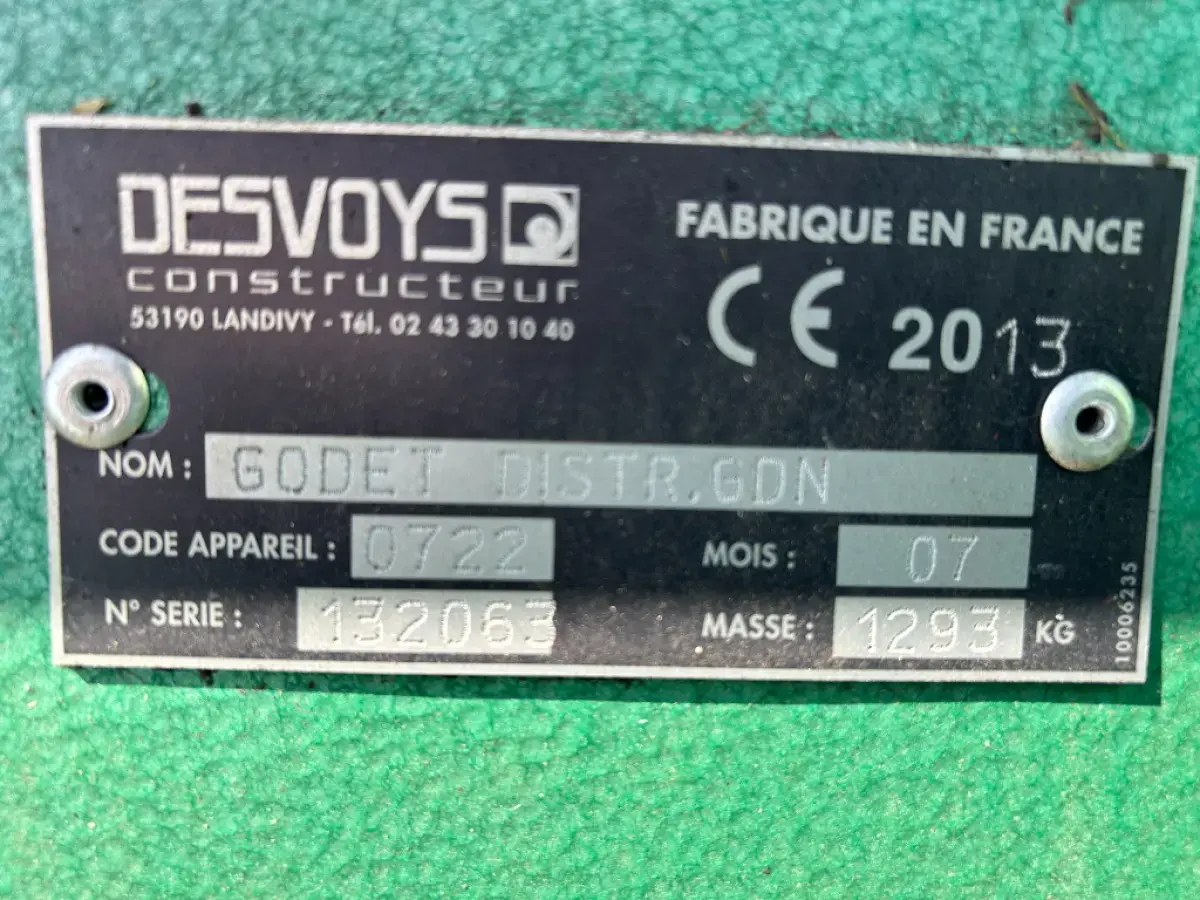 DESVOYS
constructeur
53190 LANDIVY - Tél. 02 43 30 10 40
FABRIQUE EN FRANCE
CE 2013
NOM : GODET DISTR.GDN
CODE APPAREIL : 0722
MOIS : 07
N° SERIE : 132063
MASSE : 1293 KG
10006235